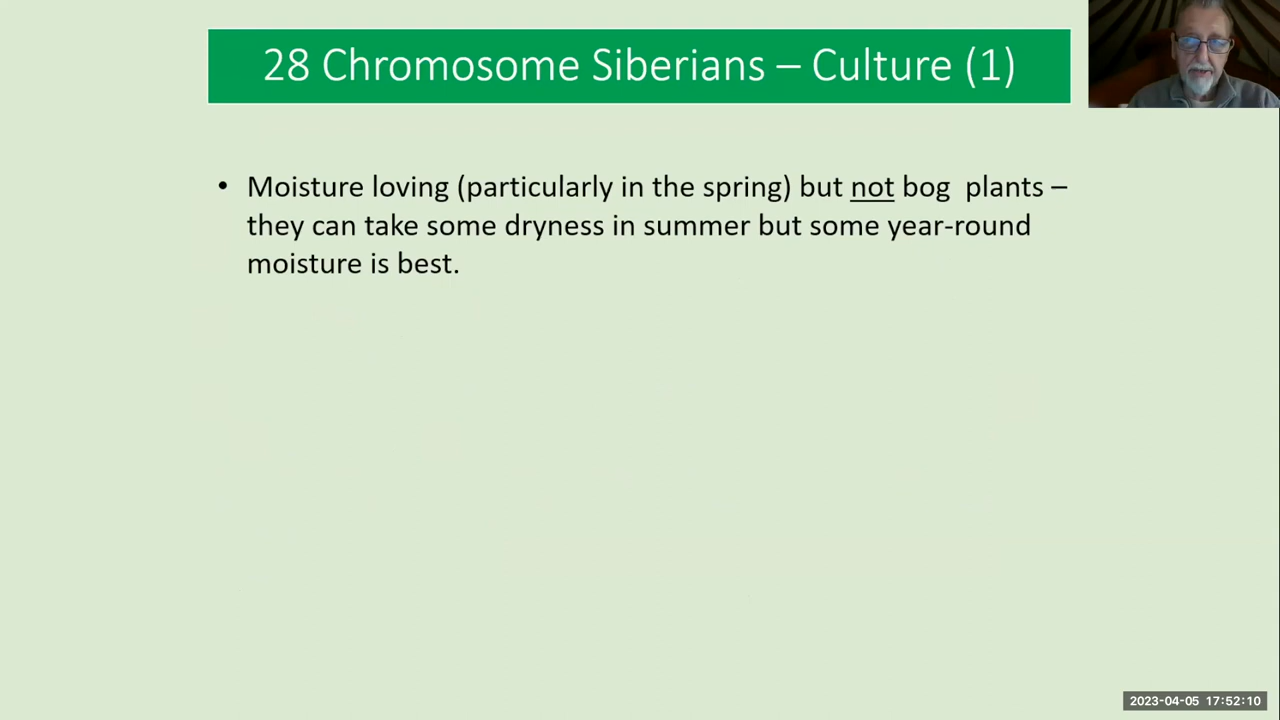 28 Chromosome Siberians – Culture (1)
• Moisture loving (particularly in the spring) but not bog  plants –
they can take some dryness in summer but some year-round
moisture is best.
2023-04-05 17:52:10